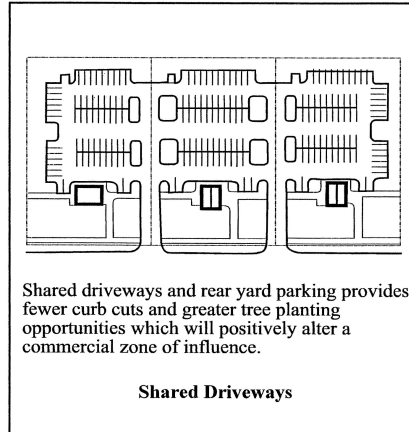 Shared driveways and rear yard parking provides
fewer curb cuts and greater tree planting
opportunities which will positively alter a
commercial zone of influence.
Shared Driveways